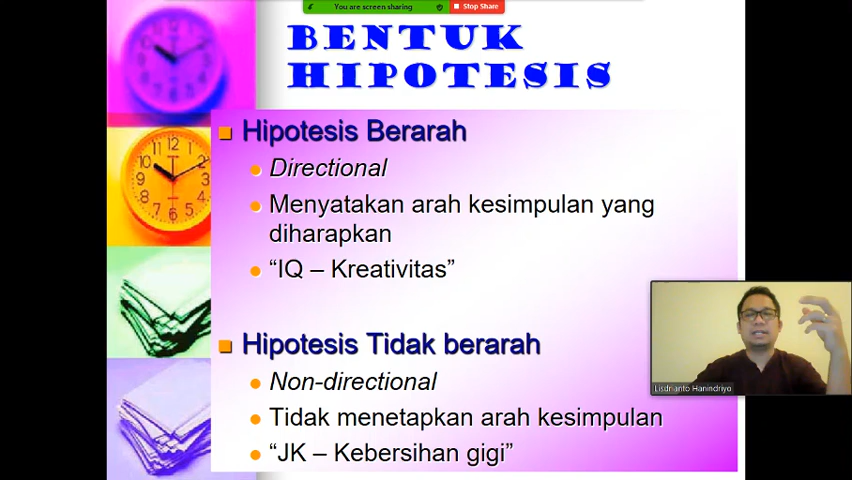 You are screen sharing
Stop Share
BENTUK
HIPOTESIS
Hipotesis Berarah
Directional
Menyatakan arah kesimpulan yang
diharapkan
“IQ – Kreativitas”
Hipotesis Tidak berarah
Non-directional
Tidak menetapkan arah kesimpulan
“JK – Kebersihan gigi”
Lisdrianto Hanindriyo